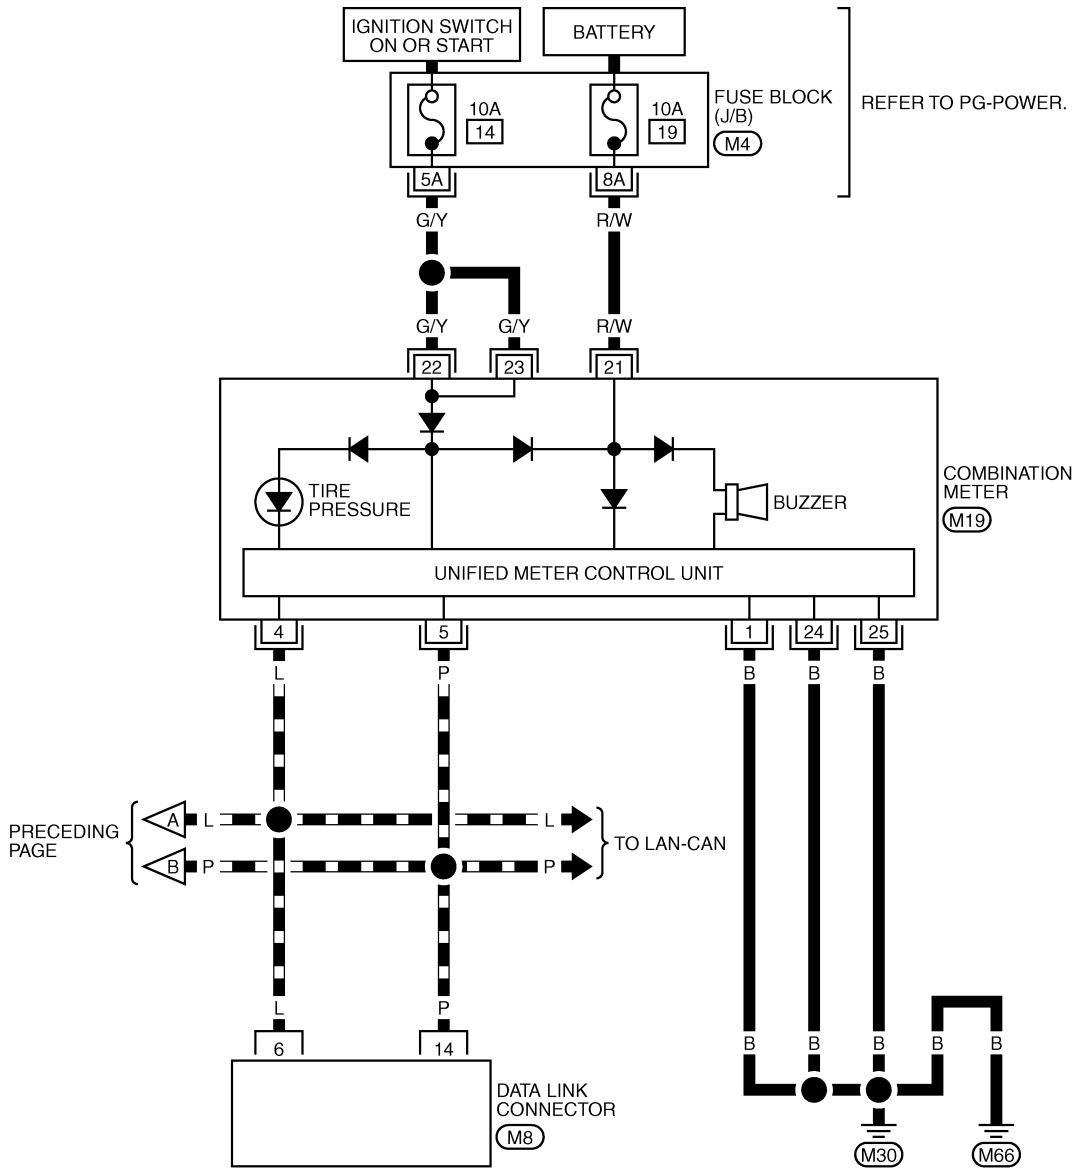 IGNITION SWITCH
ON OR START
BATTERY
10A
14
10A
19
FUSE BLOCK
(J/B)
M4
REFER TO PG-POWER.
5A
8A
G/Y
R/W
G/Y
G/Y
R/W
22
23
21
TIRE
PRESSURE
BUZZER
COMBINATION
METER
M19
UNIFIED METER CONTROL UNIT
4
5
1
24
25
L
P
B
B
B
PRECEDING
PAGE
A
L
L
B
P
P
TO LAN-CAN
L
P
B
B
B
B
B
6
14
DATA LINK
CONNECTOR
M8
M30
M66